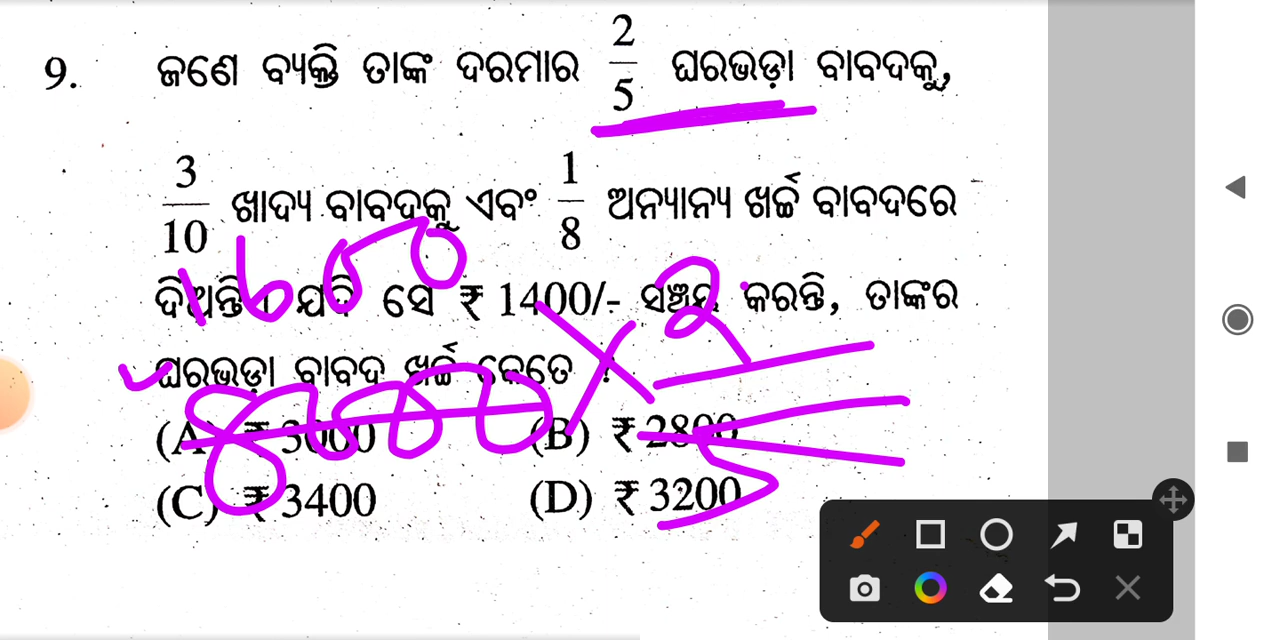 9. ଜଣେ ବ୍ୟକ୍ତି ତାଙ୍କ ଦରମାର 2/5 ଘରଭଡ଼ା ବାବଦକୁ,
3/10 ଖାଦ୍ୟ ବାବଦକୁ ଏବଂ 1/8 ଅନ୍ୟାନ୍ୟ ଖର୍ଚ୍ଚ ବାବଦରେ
ଦିଅନ୍ତି। ଯଦି ସେ ₹ 1400/- ସଞ୍ଚୟ କରନ୍ତି, ତାଙ୍କର
ଘରଭଡ଼ା ବାବଦ ଖର୍ଚ୍ଚ କେତେ ?
(A) ₹ 3000 (B) ₹ 2800
(C) ₹ 3400 (D) ₹ 3200